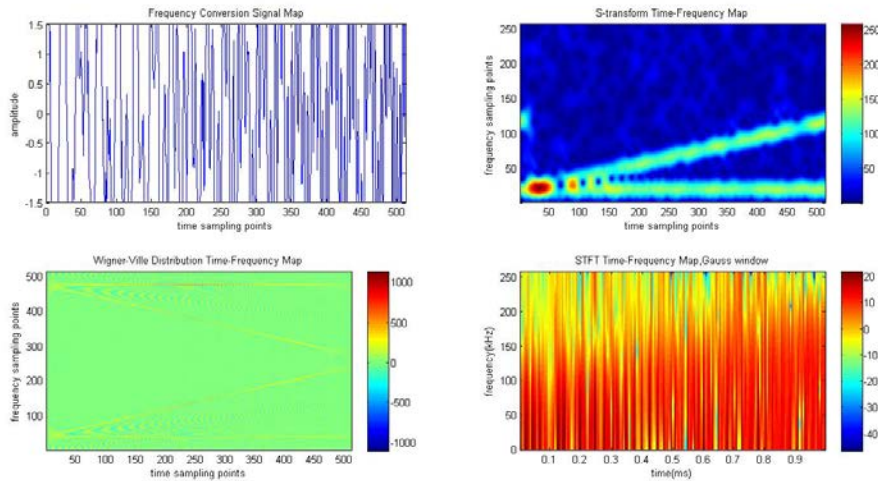 Frequency Conversion Signal Map
1.5
1
0.5
0
-0.5
-1
-1.5
amplitude
0 50 100 150 200 250 300 350 400 450 500
time sampling points
S-transform Time-Frequency Map
250
200
150
100
50
frequency sampling points
50 100 150 200 250 300 350 400 450 500
time sampling points
250
200
150
100
50
Wigner-Ville Distribution Time-Frequency Map
500
400
300
200
100
frequency sampling points
50 100 150 200 250 300 350 400 450 500
time sampling points
1000
500
0
-500
-1000
STFT Time-Frequency Map,Gauss window
250
200
150
100
50
0
frequency(kHz)
0.1 0.2 0.3 0.4 0.5 0.6 0.7 0.8 0.9
time(ms)
20
10
0
-10
-20
-30
-40